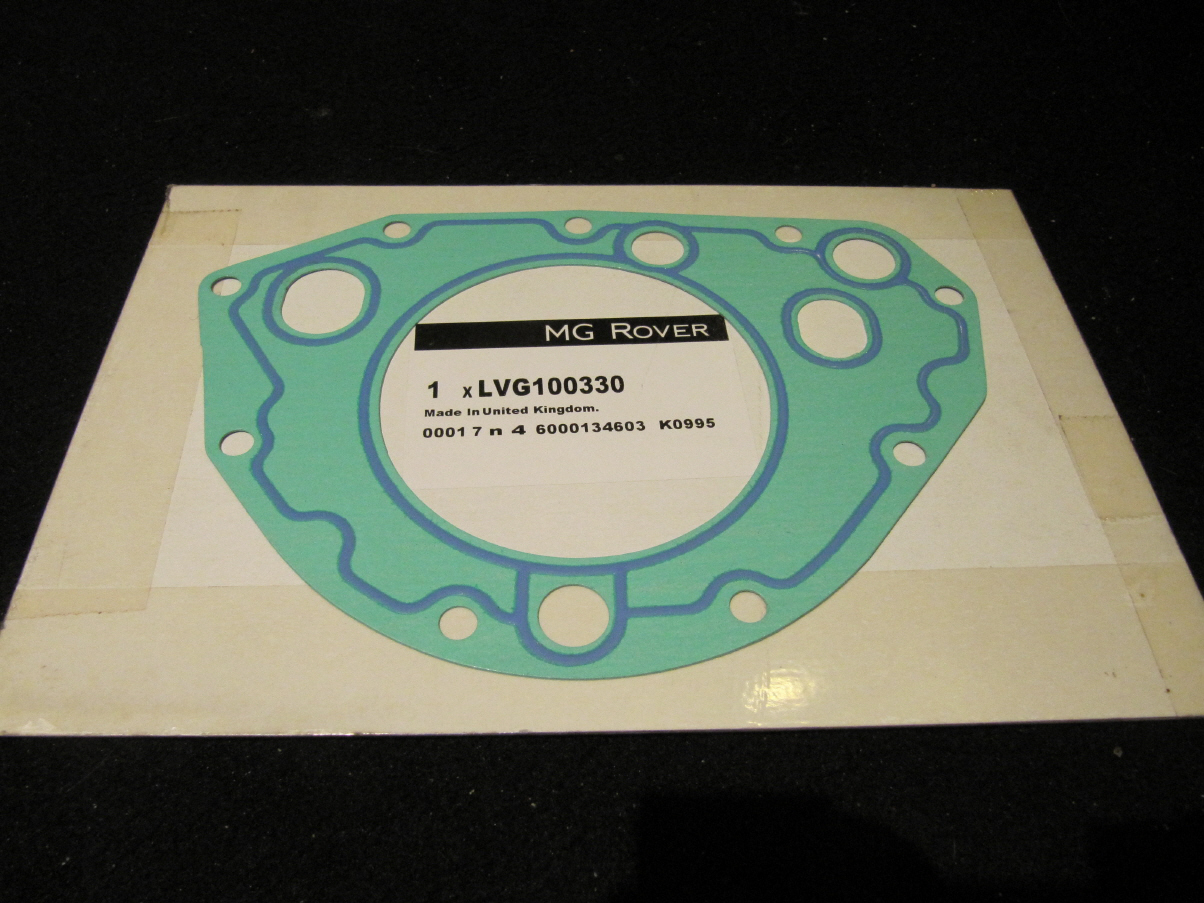 MG ROVER
1 x LVG100330
Made In United Kingdom.
0001 7 n 4 6000134603 K0995